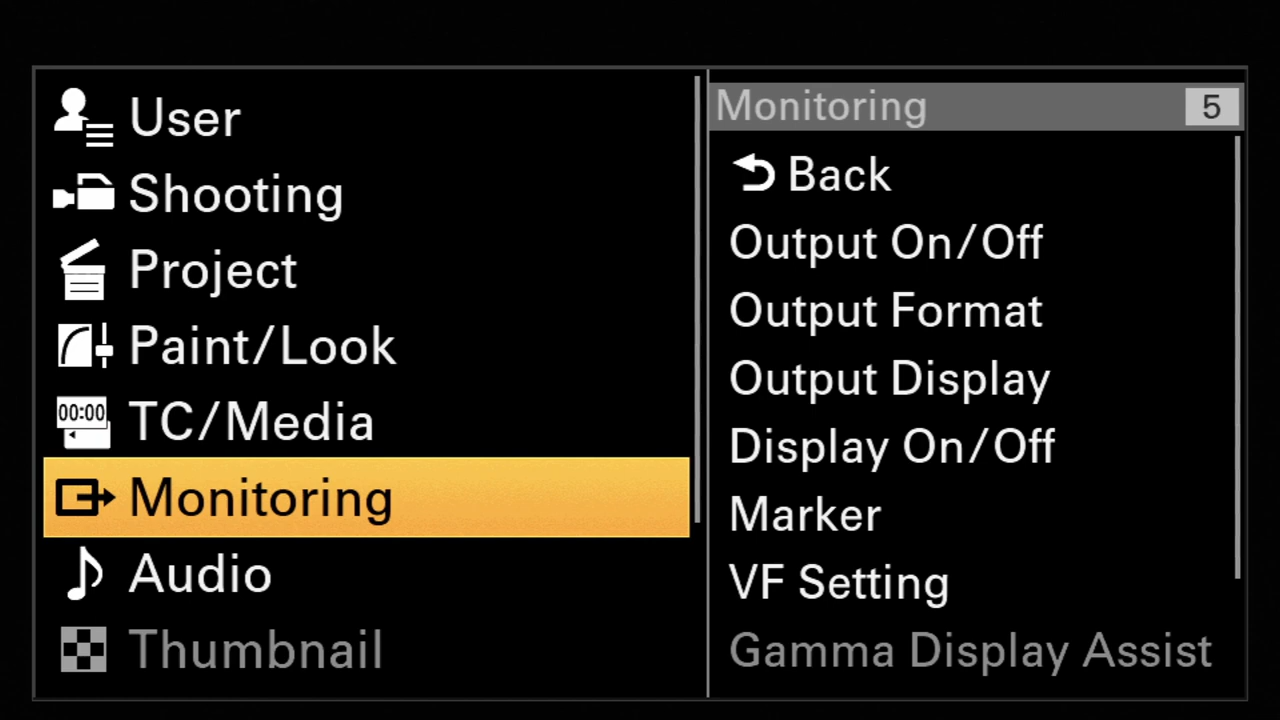 User
Shooting
Project
Paint/Look
00:00
TC/Media
Monitoring
Audio
Thumbnail
Monitoring 5
Back
Output On/Off
Output Format
Output Display
Display On/Off
Marker
VF Setting
Gamma Display Assist